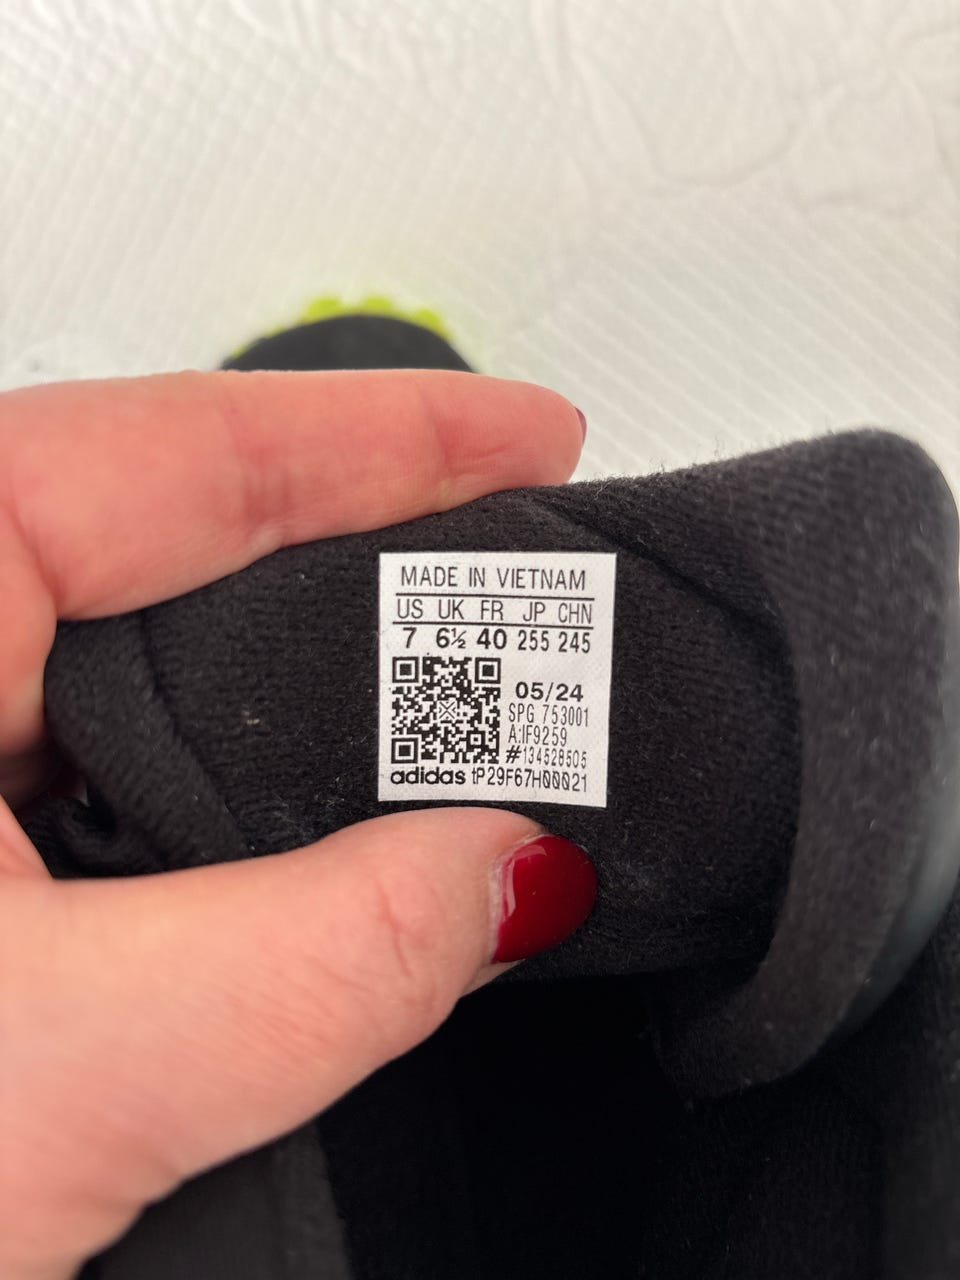 MADE IN VIETNAM
US UK FR JP CHN
7 6½ 40 255 245
05/24
SPG 753001
A:IF9259
#134528505
adidas tP29F67H00021